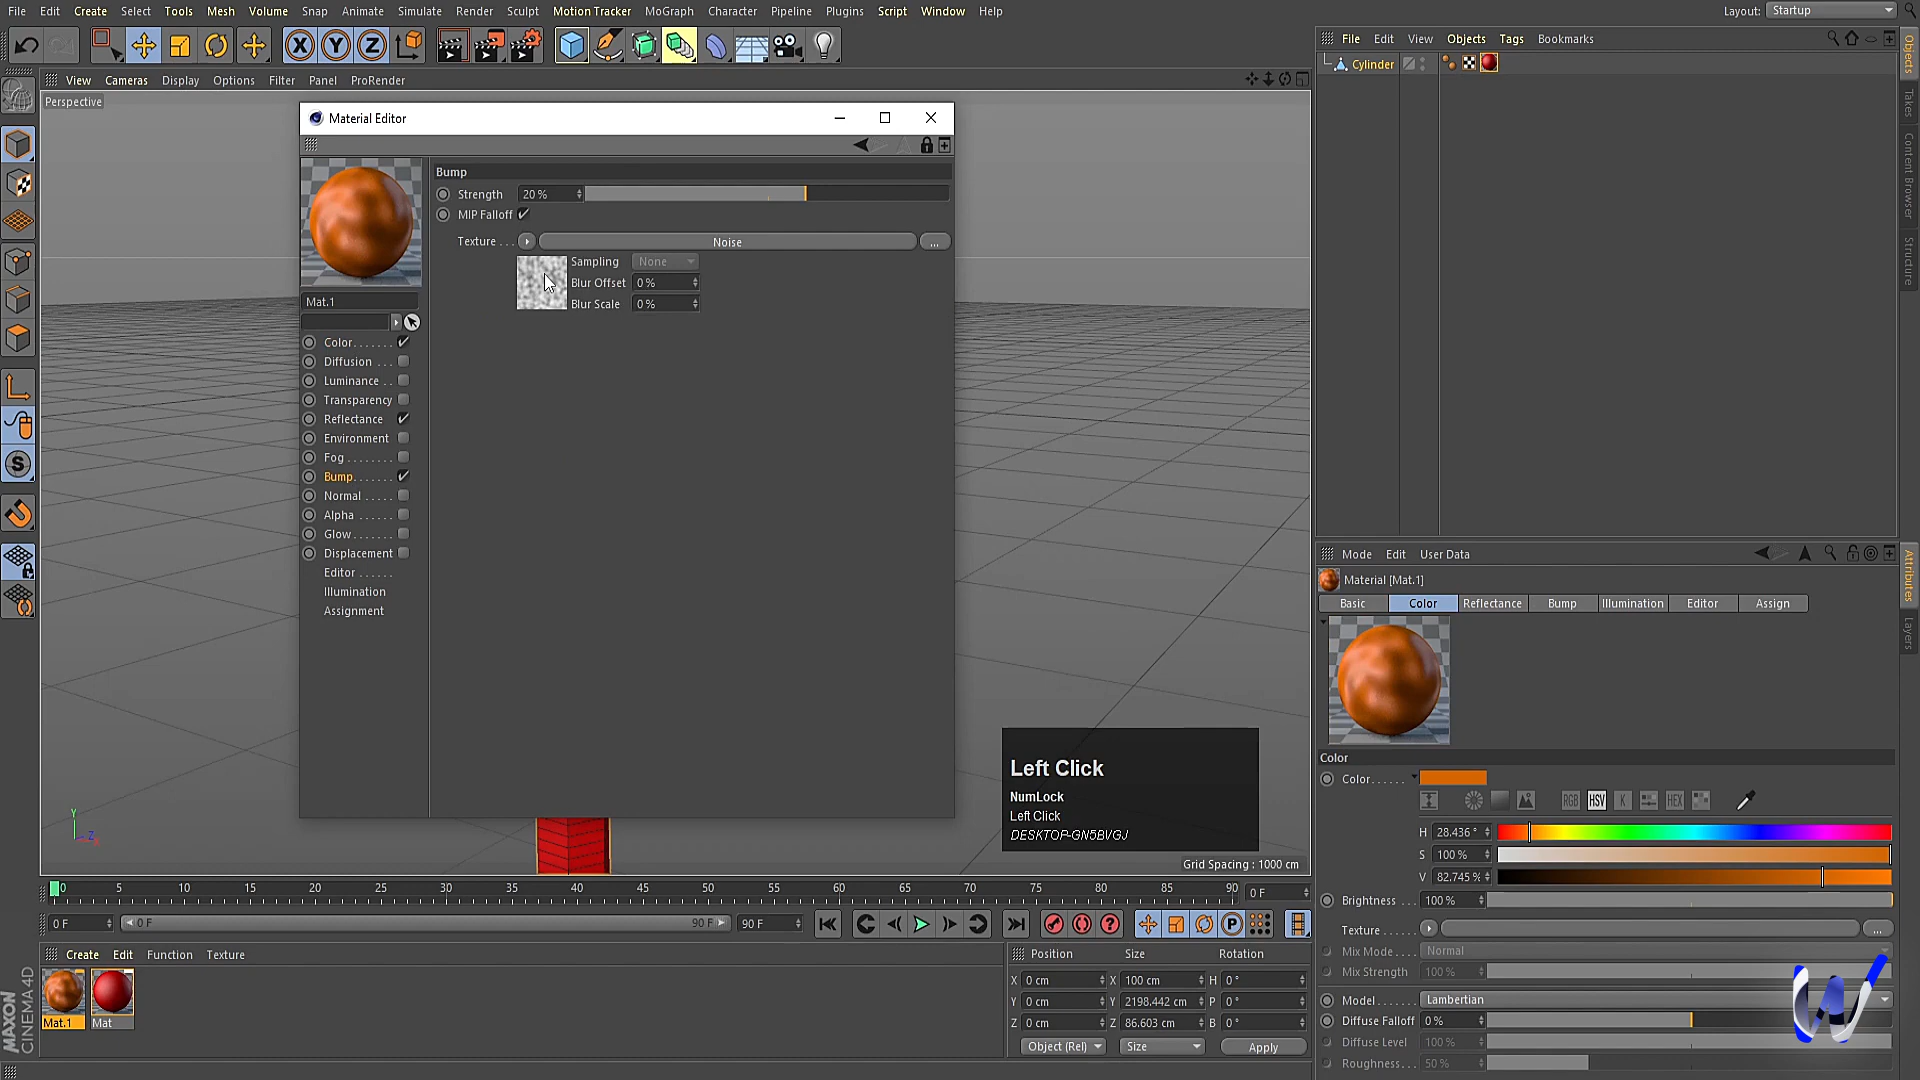 File Edit Create Select Tools Mesh Volume Snap Animate Simulate Render Sculpt Motion Tracker MoGraph Character Pipeline Plugins Script Window Help
Layout: Startup
View Cameras Display Options Filter Panel ProRender
Perspective
Material Editor
Bump
Strength 20 %
MIP Falloff
Texture . . . Noise ...
Sampling None
Blur Offset 0 %
Blur Scale 0 %
Mat.1
Color
Diffusion
Luminance
Transparency
Reflectance
Environment
Fog
Bump
Normal
Alpha
Glow
Displacement
Editor
Illumination
Assignment
Left Click
NumLock
Left Click
DESKTOP-GN5BVGJ
Grid Spacing : 1000 cm
Y
Z
X Y Z
S
0 5 10 15 20 25 30 35 40 45 50 55 60 65 70 75 80 85 90
0 F
0 F 0 F 90 F 90 F
P
Create Edit Function Texture
Mat.1 Mat
MAXON
CINEMA 4D
Position Size Rotation
X 0 cm X 100 cm H 0 °
Y 0 cm Y 2198.442 cm P 0 °
Z 0 cm Z 86.603 cm B 0 °
Object (Rel) Size Apply
File Edit View Objects Tags Bookmarks
Cylinder
Objects
Takes
Content Browser
Structure
Mode Edit User Data
Material [Mat.1]
Basic Color Reflectance Bump Illumination Editor Assign
Attributes
Layers
Color
Color
RGB HSV K HEX
H 28.436 °
S 100 %
V 82.745 %
Brightness 100 %
Texture ...
Mix Mode Normal
Mix Strength 100 %
Model Lambertian
Diffuse Falloff 0 %
Diffuse Level 100 %
Roughness 50 %
W